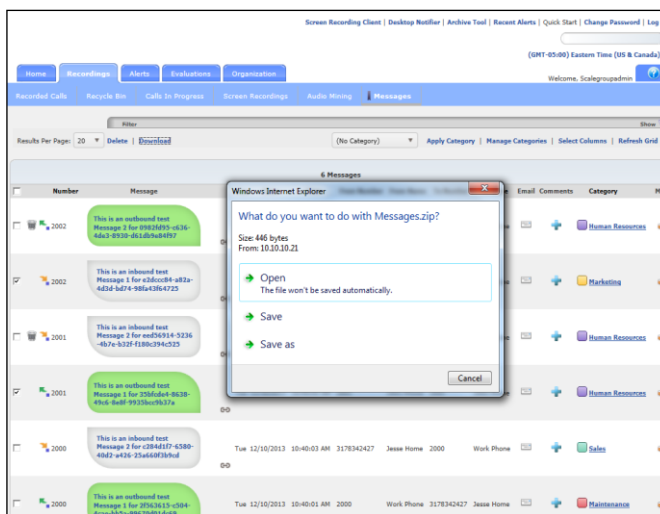 Screen Recording Client | Desktop Notifier | Archive Tool | Recent Alerts | Quick Start | Change Password | Log
(GMT-05:00) Eastern Time (US & Canada)
Home Recordings Alerts Evaluations Organization
Welcome, Scalegroupadmin
Recorded Calls Recycle Bin Calls In Progress Screen Recordings Audio Mining Messages
Filter Show
Results Per Page: 20 Delete | Download (No Category) Apply Category | Manage Categories | Select Columns | Refresh Grid
6 Messages
Number Message Email Comments Category M
Windows Internet Explorer
What do you want to do with Messages.zip?
Size: 446 bytes
From: 10.10.10.21
Open
The file won't be saved automatically.
Save
Save as
Cancel
This is an outbound test
2002 Message 2 for 0982fd95-c636- Human Resources
4de3-8930-d61db9a84f97
This is an inbound test
2002 Message 1 for e2dccc84-a82a- Marketing
4d3d-bd74-98fa43f64725
This is an inbound test
2001 Message 2 for eed56914-5236 Human Resources
-4b7e-b32f-f180c394c525
This is an outbound test
2001 Message 1 for 35bfcde4-8638- Human Resources
49c6-8e8f-9935bcc9b37a
This is an inbound test
2000 Message 2 for c284d1f7-6580- Tue 12/10/2013 10:40:03 AM 3178342427 Jesse Home 2000 Work Phone Sales
40d2-a426-25a660f3b9cd
This is an outbound test
2000 Message 1 for 2f563615-c504- Tue 12/10/2013 10:40:01 AM 2000 Work Phone 3178342427 Jesse Home Maintenance